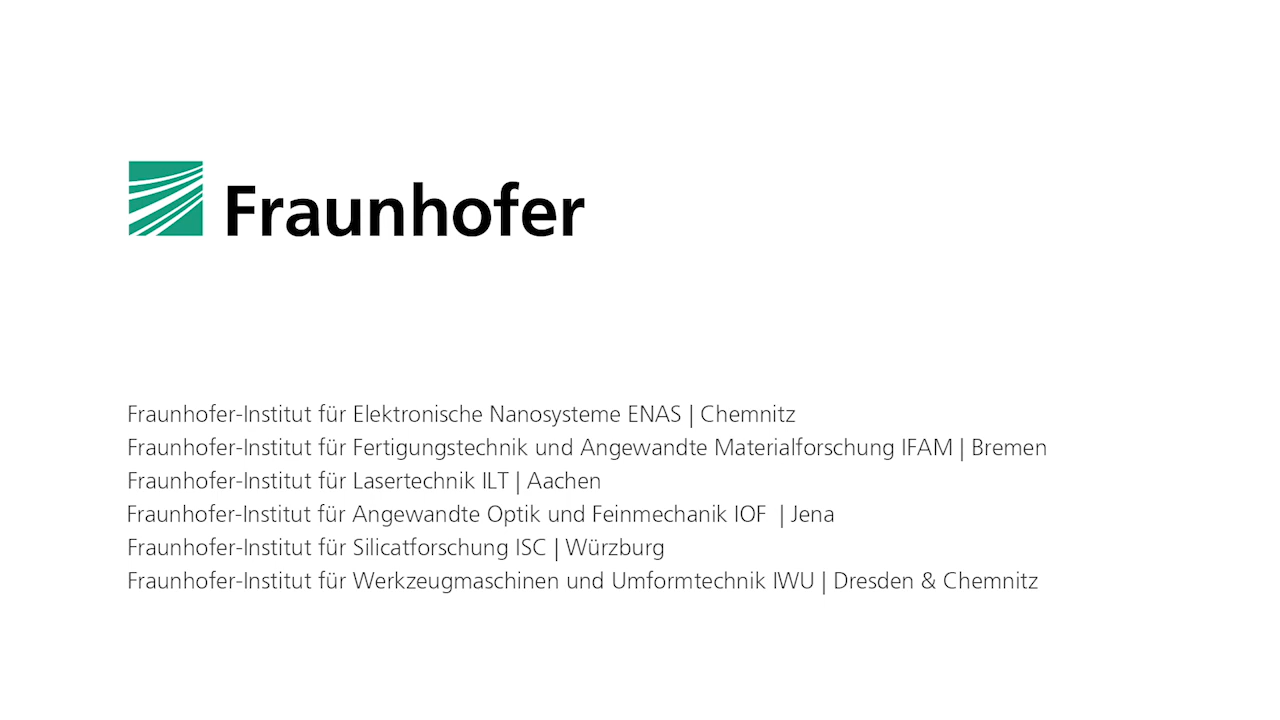 Fraunhofer
Fraunhofer-Institut für Elektronische Nanosysteme ENAS | Chemnitz
Fraunhofer-Institut für Fertigungstechnik und Angewandte Materialforschung IFAM | Bremen
Fraunhofer-Institut für Lasertechnik ILT | Aachen
Fraunhofer-Institut für Angewandte Optik und Feinmechanik IOF | Jena
Fraunhofer-Institut für Silicatforschung ISC | Würzburg
Fraunhofer-Institut für Werkzeugmaschinen und Umformtechnik IWU | Dresden & Chemnitz